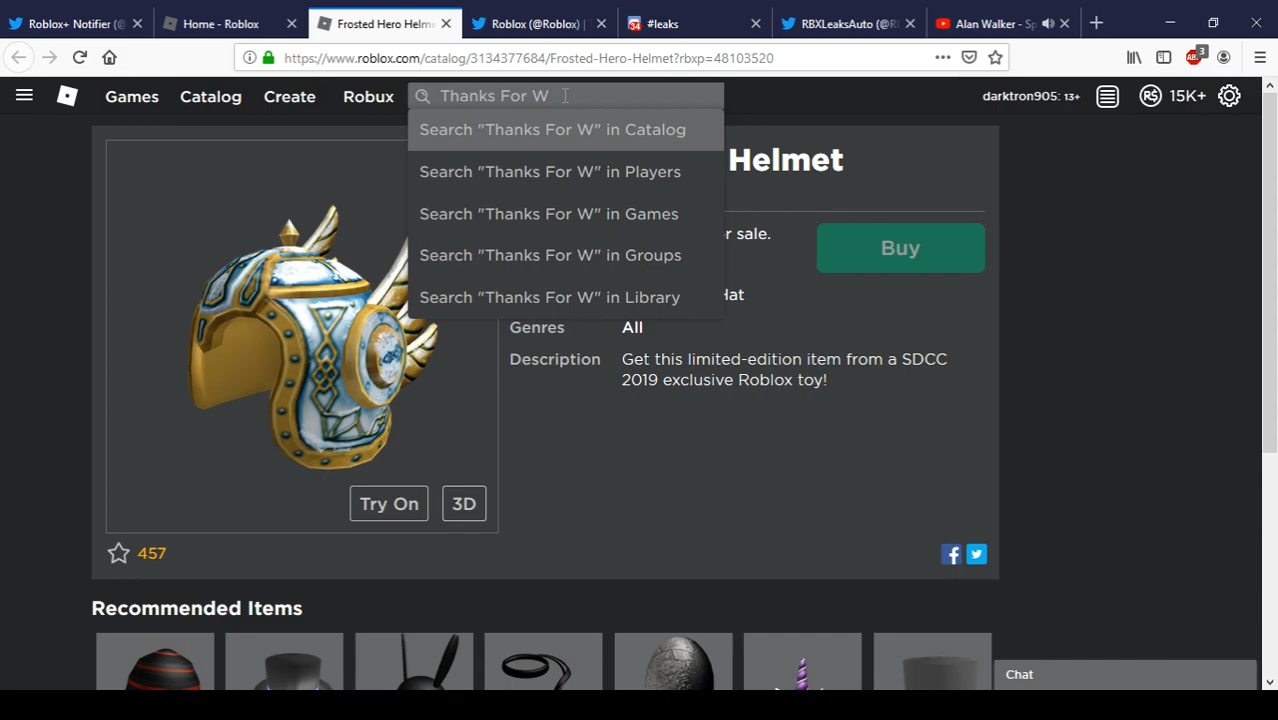 Roblox+ Notifier (@
Home - Roblox
Frosted Hero Helm
Roblox (@Roblox) | T
34
#leaks
RBXLeaksAuto (@R
Alan Walker - Sp
https://www.roblox.com/catalog/3134377684/Frosted-Hero-Helmet?rbxp=48103520
3
Games
Catalog
Create
Robux
Thanks For W
darktron905: 13+
15K+
Search "Thanks For W" in Catalog
Search "Thanks For W" in Players
Search "Thanks For W" in Games
Search "Thanks For W" in Groups
Search "Thanks For W" in Library
Helmet
r sale.
Buy
Hat
Genres
All
Description
Get this limited-edition item from a SDCC
2019 exclusive Roblox toy!
Try On
3D
457
Recommended Items
Chat